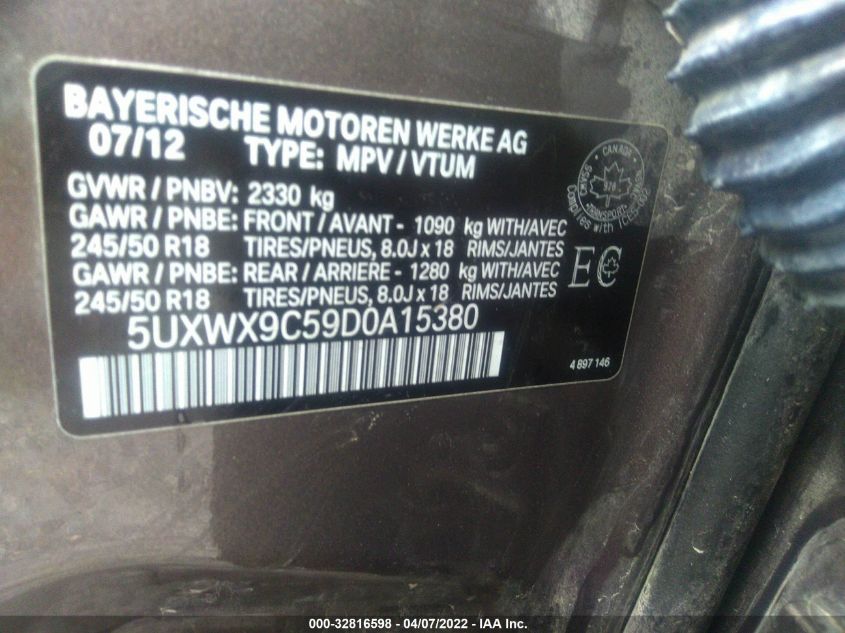 BAYERISCHE MOTOREN WERKE AG
07/12 TYPE: MPV / VTUM
GVWR / PNBV: 2330 kg
GAWR / PNBE: FRONT / AVANT - 1090 kg WITH/AVEC
245/50 R18 TIRES/PNEUS, 8.0J x 18 RIMS/JANTES
GAWR / PNBE: REAR / ARRIERE - 1280 kg WITH/AVEC
245/50 R18 TIRES/PNEUS, 8.0J x 18 RIMS/JANTES
5UXWX9C59D0A15380
4 897 146
CANADA
TRANSPORT
Complies with
EC
000-32816598 - 04/07/2022 - IAA Inc.